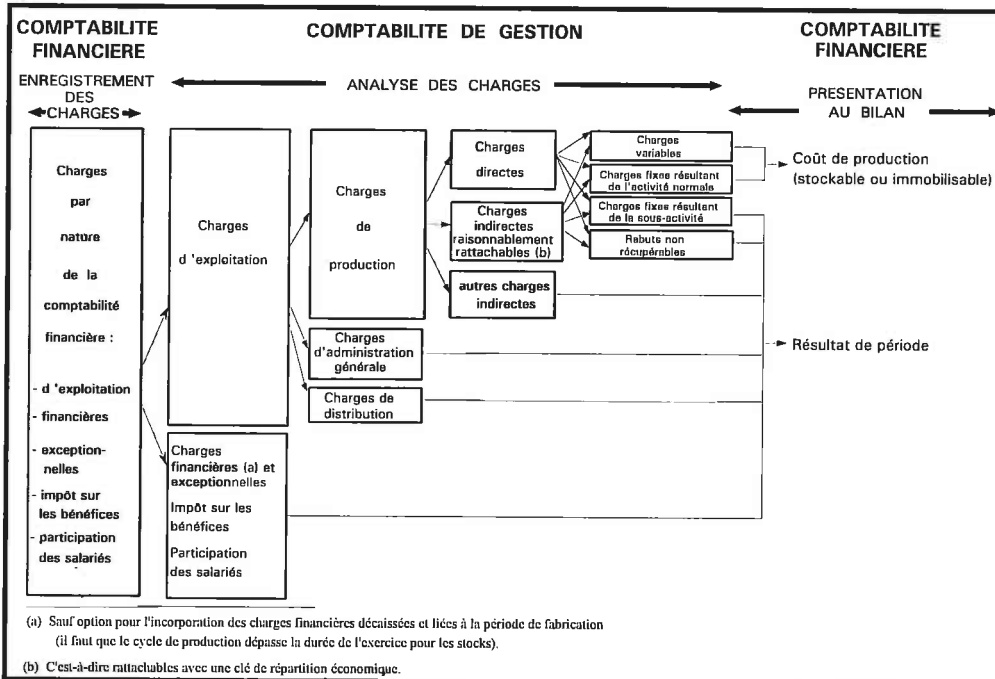 COMPTABILITE
FINANCIERE
COMPTABILITE DE GESTION
COMPTABILITE
FINANCIERE
ENREGISTREMENT
DES
CHARGES
ANALYSE DES CHARGES
PRESENTATION
AU BILAN
Charges
par
nature
de la
comptabilité
financière :
- d'exploitation
- financières
- exception-
nelles
- impôt sur
les bénéfices
- participation
des salariés
Charges
d'exploitation
Charges
financières (a) et
exceptionnelles
Impôt sur les
bénéfices
Participation
des salariés
Charges
de
production
Charges
d'administration
générale
Charges de
distribution
Charges
directes
Charges
indirectes
raisonnablement
rattachables (b)
autres charges
indirectes
Charges
variables
Charges fixes résultant
de l'activité normale
Charges fixes résultant
de la sous-activité
Rebuts non
récupérables
Coût de production
(stockable ou immobilisable)
Résultat de période
(a) Sauf option pour l'incorporation des charges financières décaissées et liées à la période de fabrication
(il faut que le cycle de production dépasse la durée de l'exercice pour les stocks).
(b) C'est-à-dire rattachables avec une clé de répartition économique.